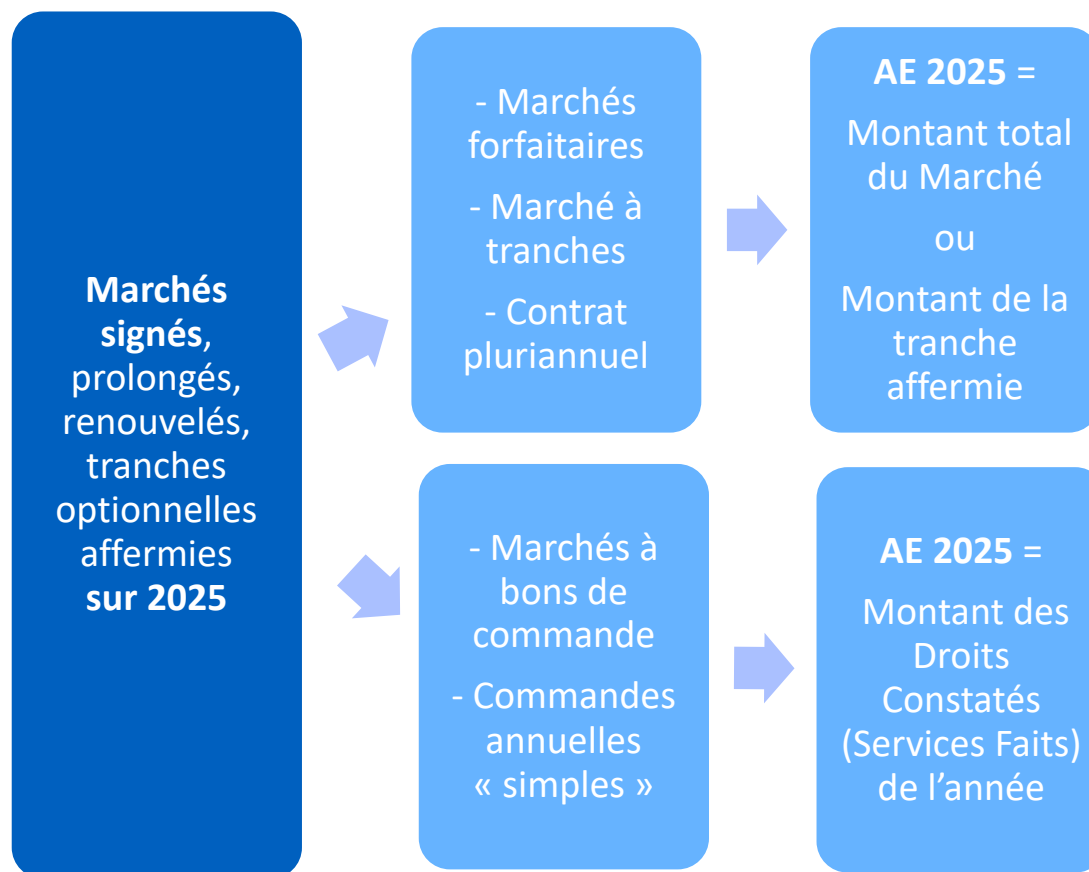 Marchés
signés,
prolongés,
renouvelés,
tranches
optionnelles
affermies
sur 2025
- Marchés
forfaitaires
- Marché à
tranches
- Contrat
pluriannuel
AE 2025 =
Montant total
du Marché
ou
Montant de la
tranche
affermie
- Marchés à
bons de
commande
- Commandes
annuelles
« simples »
AE 2025 =
Montant des
Droits
Constatés
(Services Faits)
de l’année